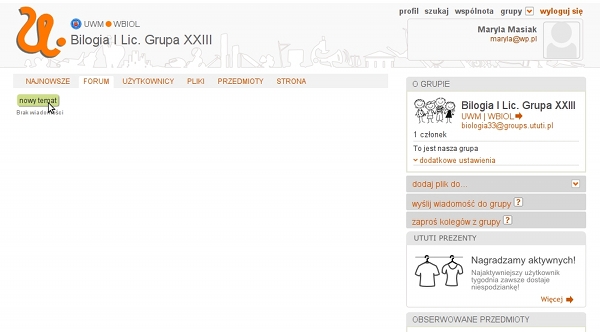 profil szukaj wspólnota grupy wyloguj się
UWM WBIOL
Bilogia I Lic. Grupa XXIII
Maryla Masiak
maryla@wp.pl
NAJNOWSZE FORUM UŻYTKOWNICY PLIKI PRZEDMIOTY STRONA
nowy temat
Brak wiadomości
O GRUPIE
Bilogia I Lic. Grupa XXIII
UWM | WBIOL
biologia33@groups.ututi.pl
1 członek
To jest nasza grupa
dodatkowe ustawienia
dodaj plik do...
wyślij wiadomość do grupy ?
zaproś kolegów z grupy ?
UTUTI PREZENTY
Nagradzamy aktywnych!
Najaktywniejszy użytkownik
tygodnia zawsze dostaje
niespodziankę!
Więcej
OBSERWOWANE PRZEDMIOTY